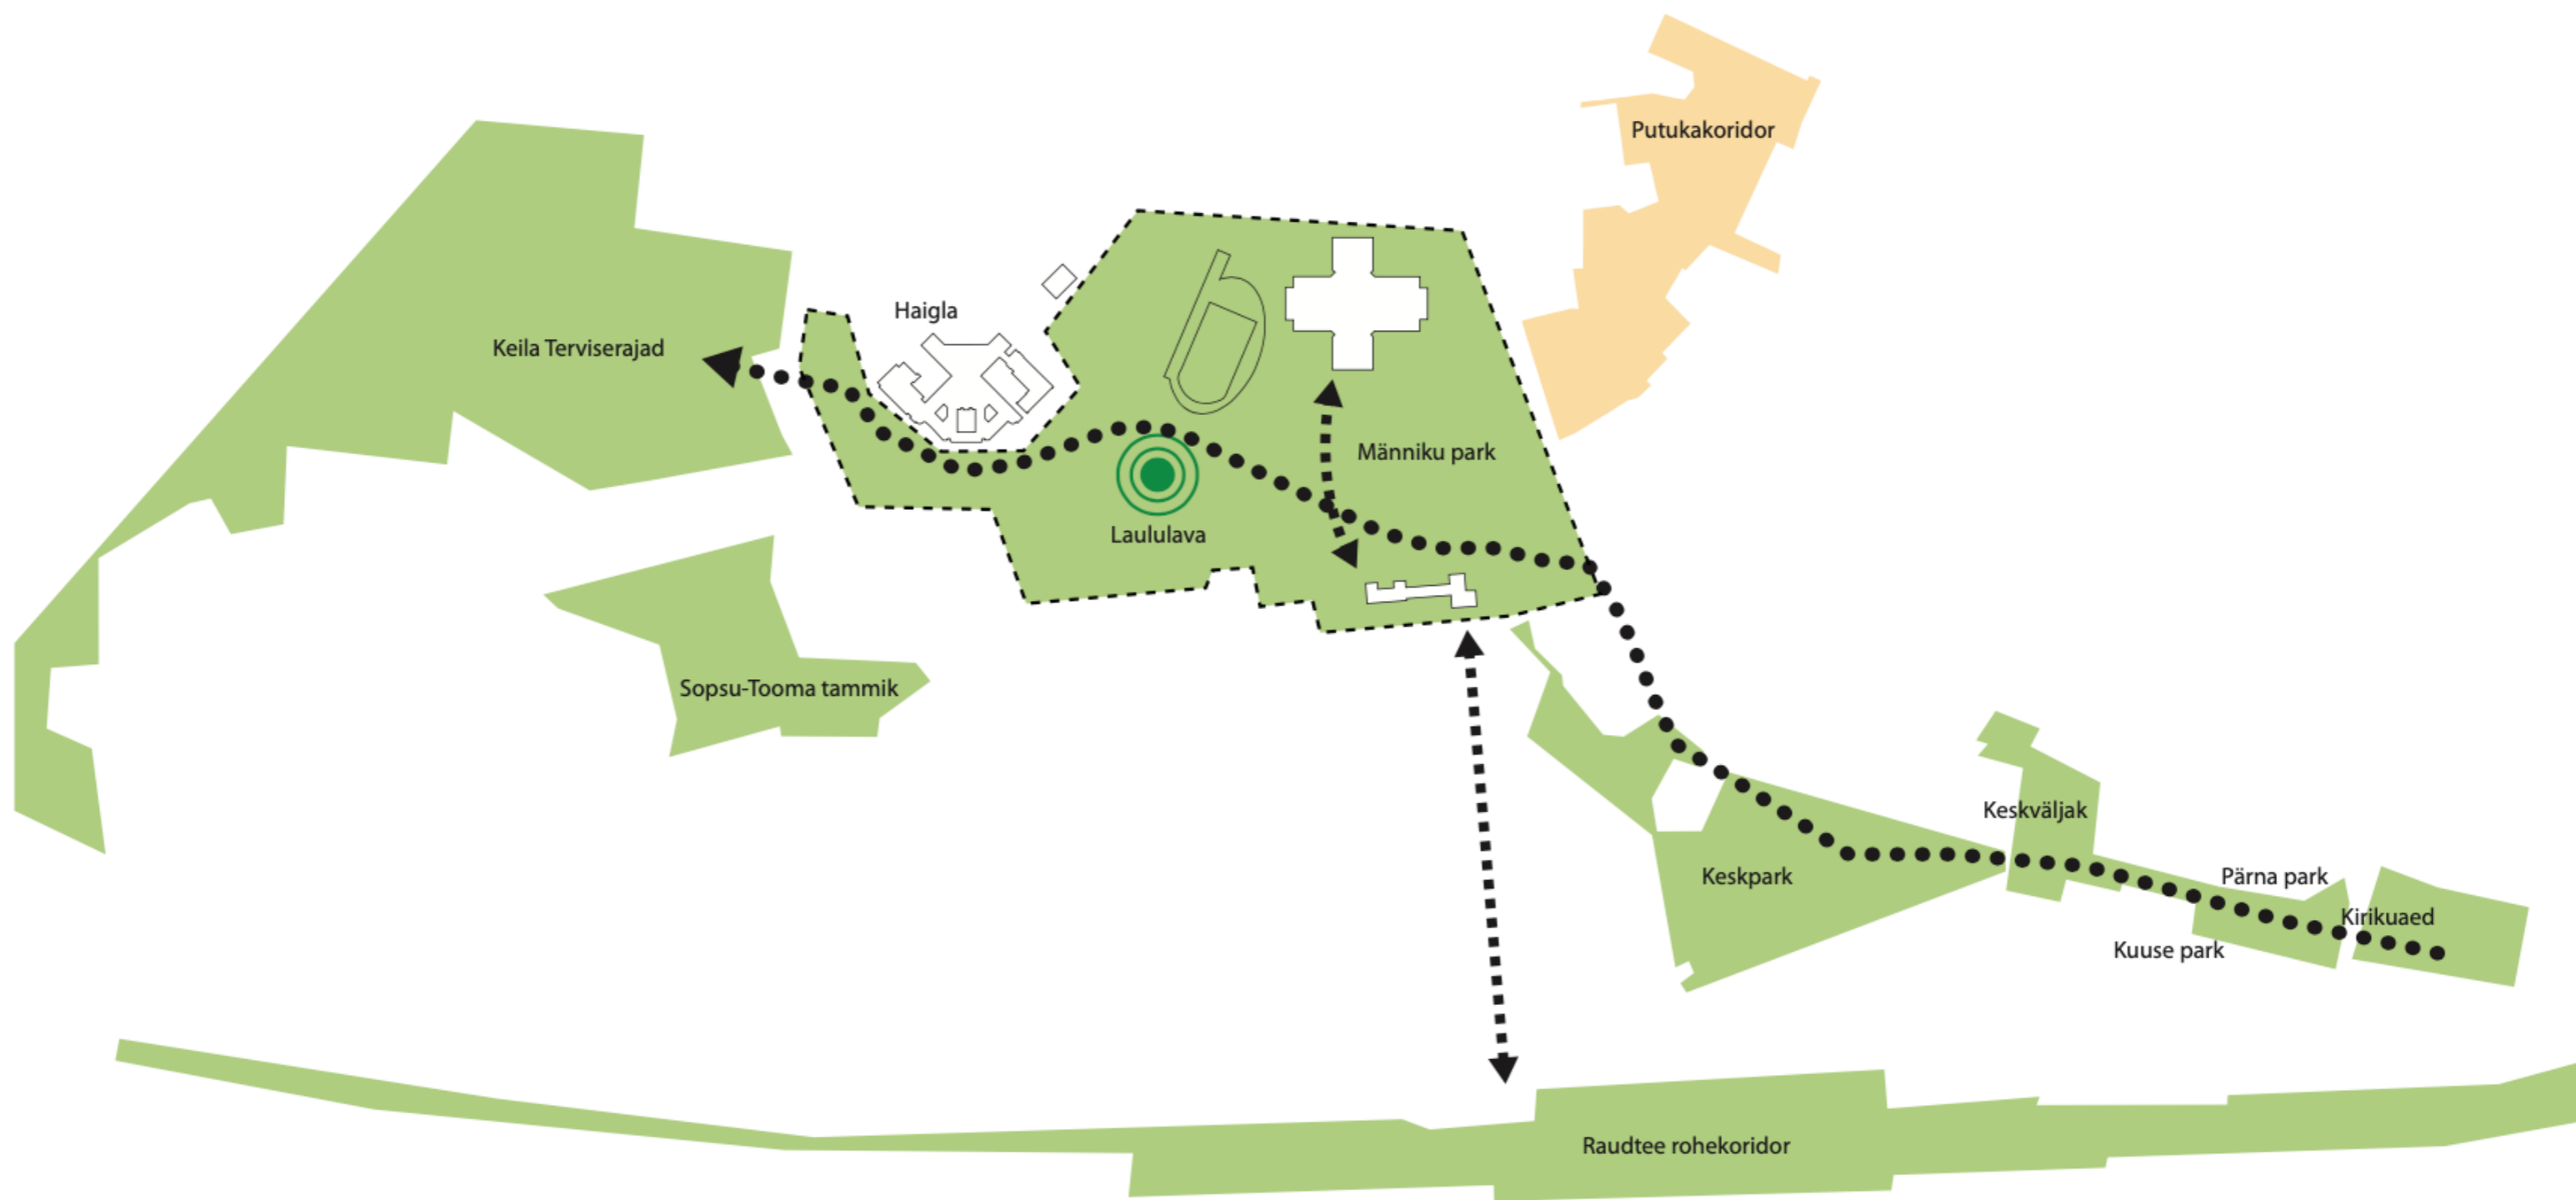 Putukakoridor
Haigla
Keila Terviserajad
Männiku park
Laululava
Sopsu-Tooma tammik
Keskväljak
Keskpark
Pärna park
Kirikuaed
Kuuse park
Raudtee rohekoridor